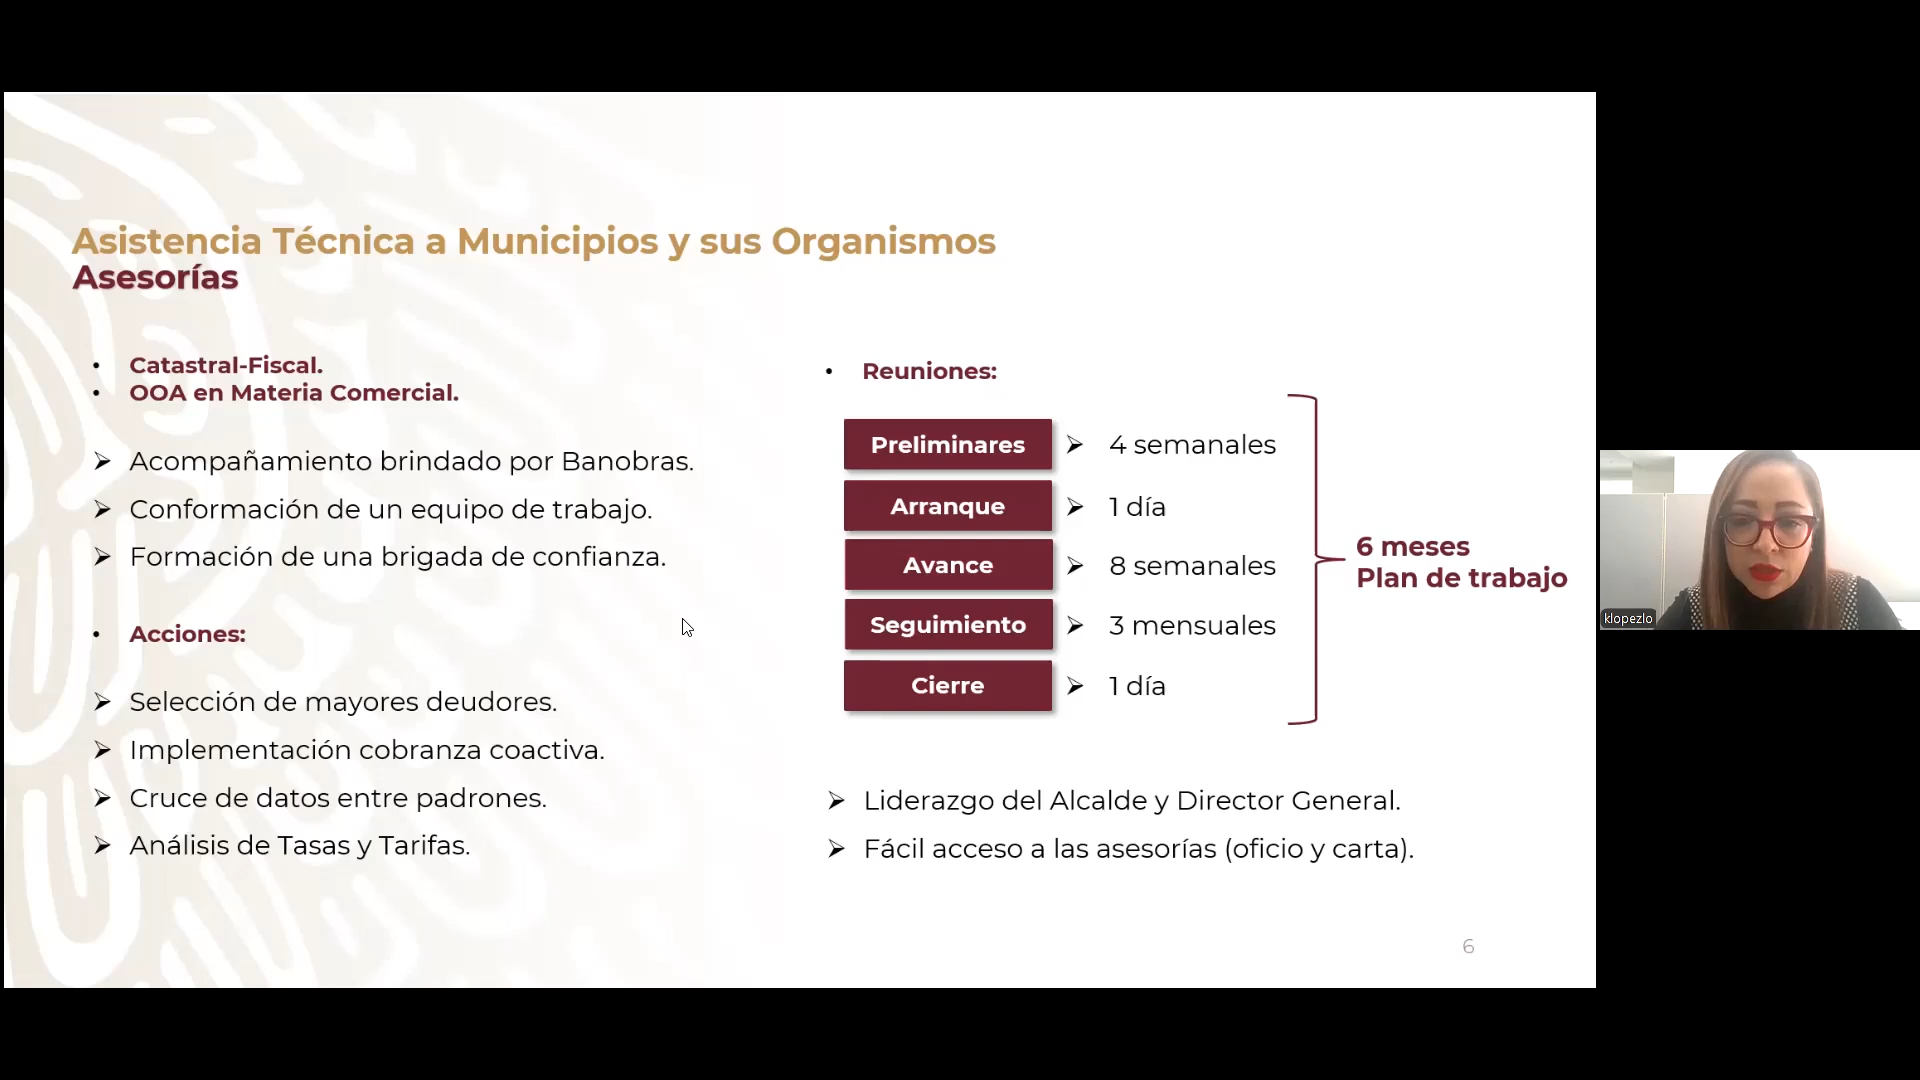 Asistencia Técnica a Municipios y sus Organismos
Asesorías
• Catastral-Fiscal.
• OOA en Materia Comercial.
➢ Acompañamiento brindado por Banobras.
➢ Conformación de un equipo de trabajo.
➢ Formación de una brigada de confianza.
• Acciones:
➢ Selección de mayores deudores.
➢ Implementación cobranza coactiva.
➢ Cruce de datos entre padrones.
➢ Análisis de Tasas y Tarifas.
• Reuniones:
Preliminares ➢ 4 semanales
Arranque ➢ 1 día
Avance ➢ 8 semanales
Seguimiento ➢ 3 mensuales
Cierre ➢ 1 día
6 meses
Plan de trabajo
➢ Liderazgo del Alcalde y Director General.
➢ Fácil acceso a las asesorías (oficio y carta).
6
klopezlo